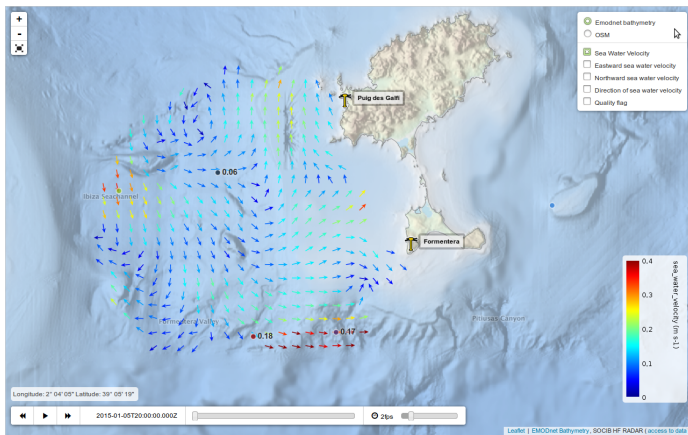 +
-
Emodnet bathymetry
OSM
Sea Water Velocity
Eastward sea water velocity
Northward sea water velocity
Direction of sea water velocity
Quality flag
Puig des Galfi
0.06
Ibiza Seachannel
Formentera
0,4
0,3
0,2
0,1
0
sea_water_velocity (m s-1.)
Formentera Valley
0.18
0.17
Pitiusas Canyon
Longitude: 2° 04' 05" Latitude: 39° 05' 19"
2015-01-05T20:00:00.000Z
2fps
Leaflet | EMODnet Bathymetry, SOCIB HF RADAR ( access to data